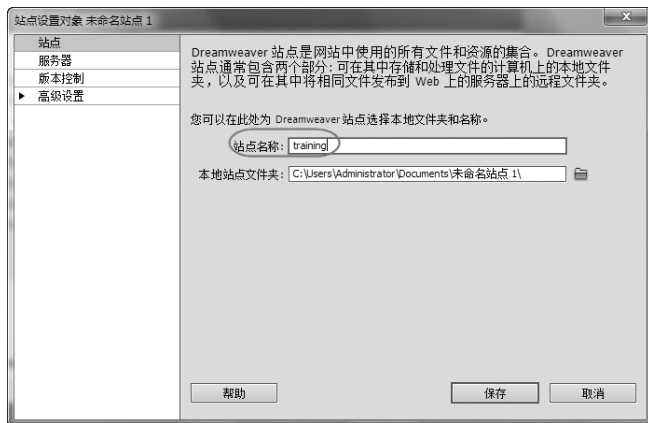 站点设置对象 未命名站点 1
站点
服务器
版本控制
高级设置
Dreamweaver 站点是网站中使用的所有文件和资源的集合。Dreamweaver
站点通常包含两个部分：可在其中存储和处理文件的计算机上的本地文件
夹，以及可在其中将相同文件发布到 Web 上的服务器上的远程文件夹。
您可以在此处为 Dreamweaver 站点选择本地文件夹和名称。
站点名称： training
本地站点文件夹： C:\Users\Administrator\Documents\未命名站点 1\
帮助
保存
取消